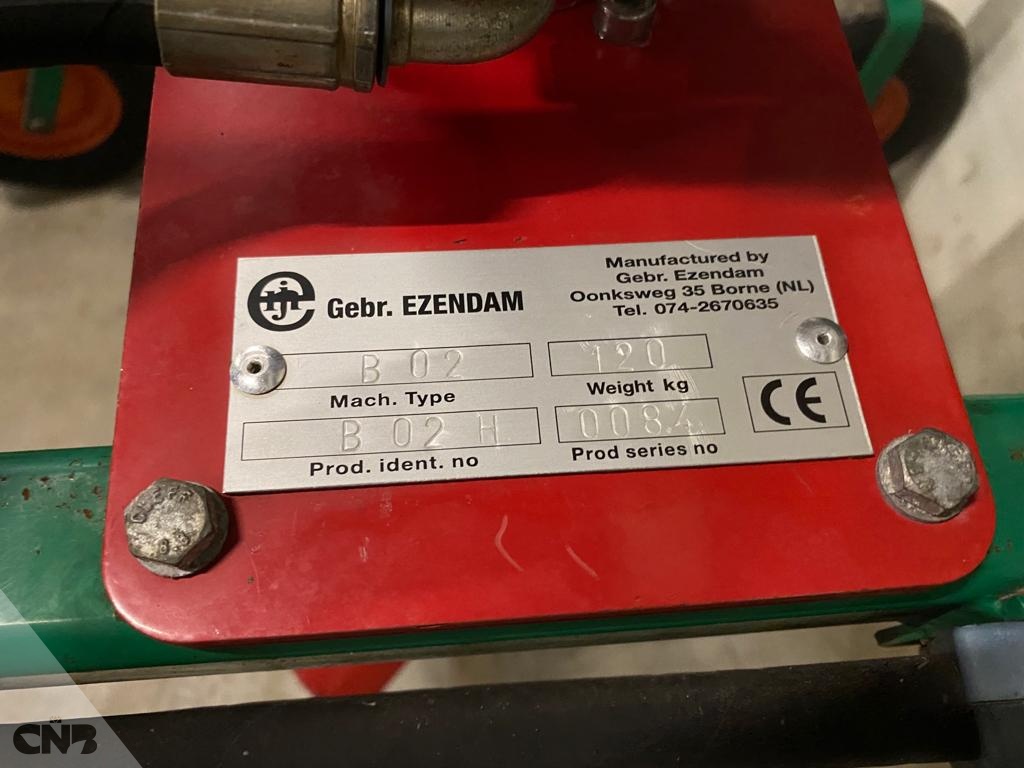 Gebr. EZENDAM
Manufactured by
Gebr. Ezendam
Oonksweg 35 Borne (NL)
Tel. 074-2670635
B 02
Mach. Type
120
Weight kg
B 02 H
Prod. ident. no
0084
Prod series no
CE
CNB